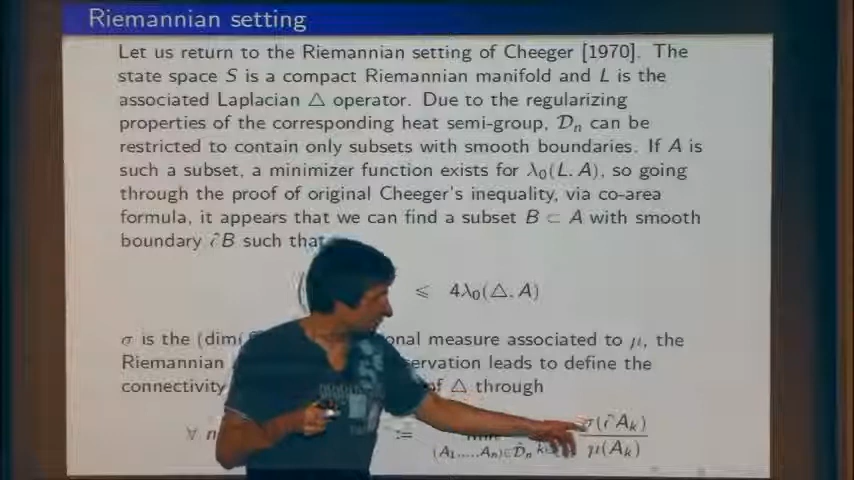 Riemannian setting
Let us return to the Riemannian setting of Cheeger [1970]. The
state space S is a compact Riemannian manifold and L is the
associated Laplacian △ operator. Due to the regularizing
properties of the corresponding heat semi-group, 𝒟ₙ can be
restricted to contain only subsets with smooth boundaries. If A is
such a subset, a minimizer function exists for λ₀(L, A), so going
through the proof of original Cheeger's inequality, via co-area
formula, it appears that we can find a subset B ⊂ A with smooth
boundary ∂B such that
( ⩽ 4λ₀(△, A)
σ is the (dim onal measure associated to μ, the
Riemannian servation leads to define the
connectivity of △ through
∀ n := (A₁,...,Aₙ)∈𝒟ₙ σ(∂Aₖ) / μ(Aₖ)